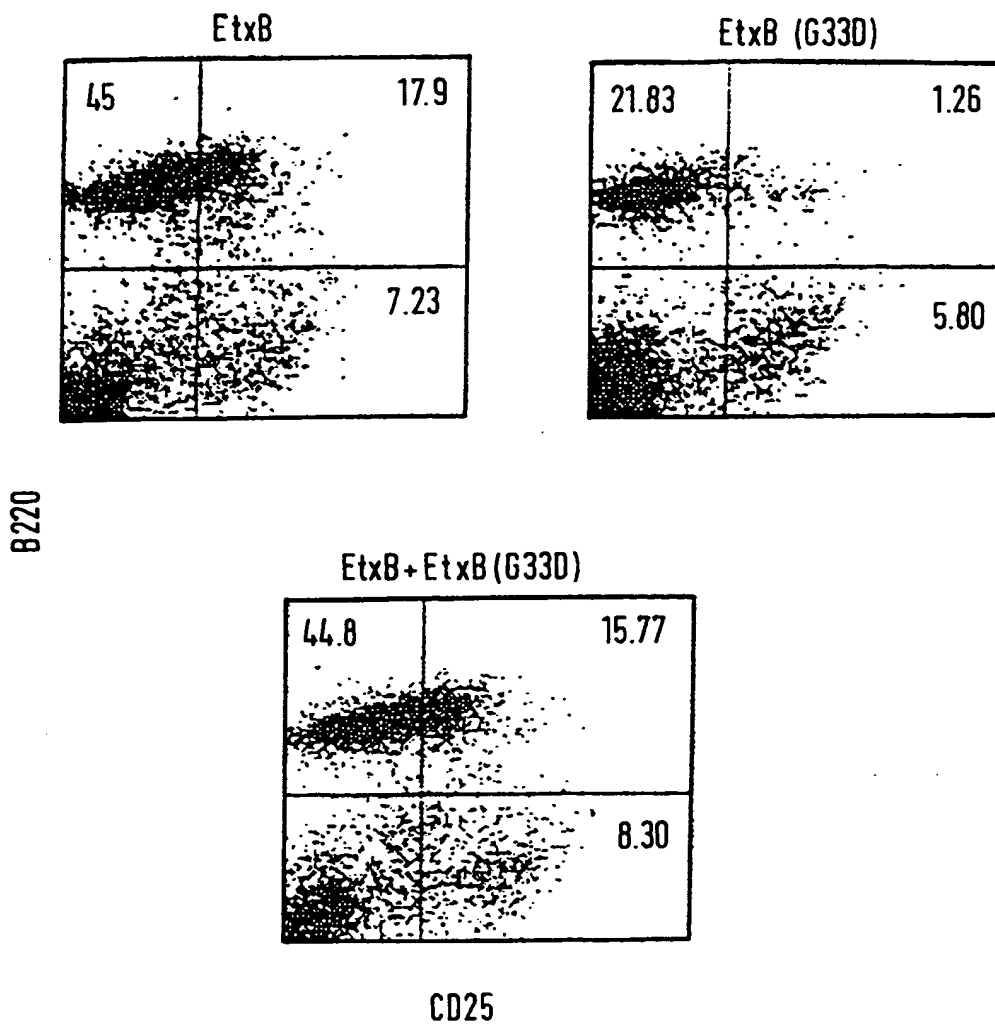 EtxB
EtxB (G33D)
45 17.9
7.23
21.83 1.26
5.80
B220
EtxB+EtxB(G33D)
44.8 15.77
8.30
CD25